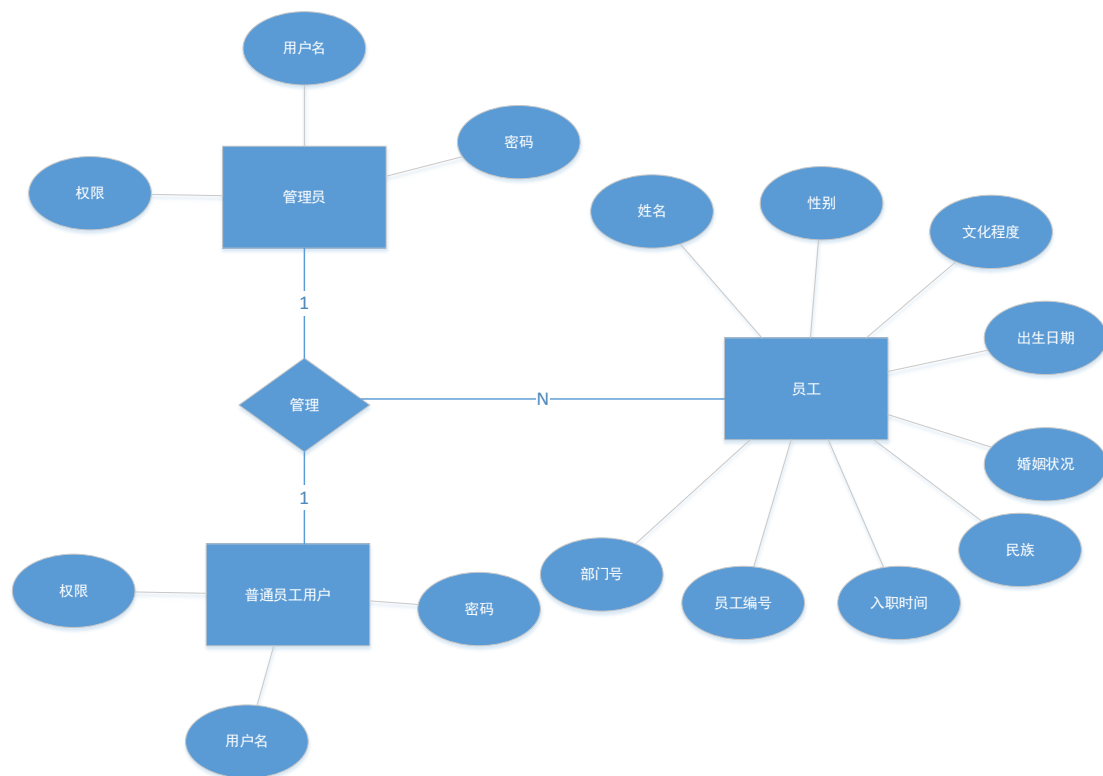 用户名
密码
权限
管理员
姓名
性别
文化程度
1
出生日期
员工
管理
N
婚姻状况
1
民族
部门号
员工编号
入职时间
权限
普通员工用户
密码
用户名